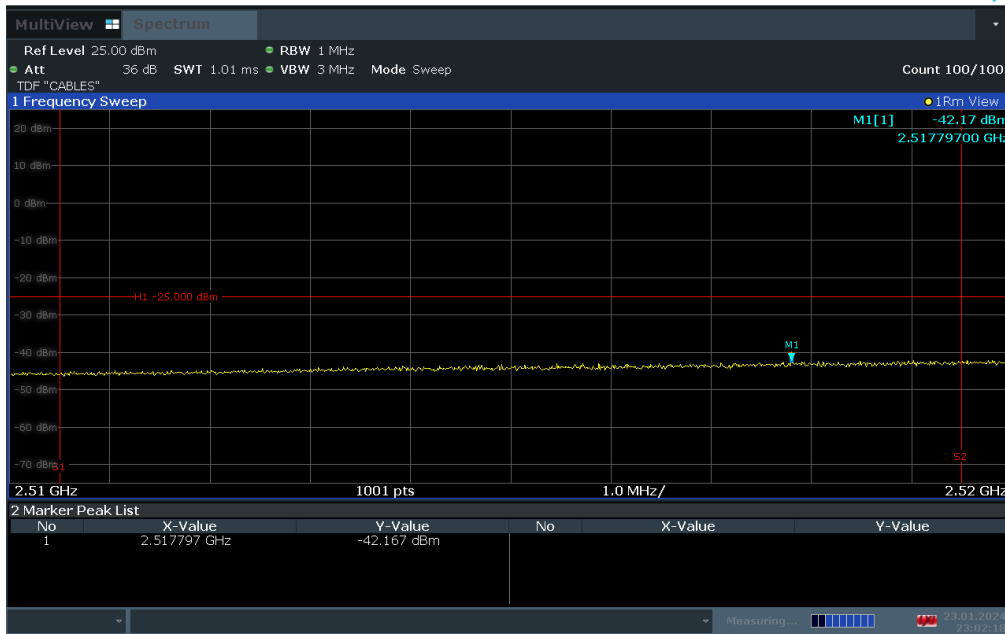 MultiView Spectrum
Ref Level 25.00 dBm RBW 1 MHz
Att 36 dB SWT 1.01 ms VBW 3 MHz Mode Sweep Count 100/100
TDF "CABLES"
1 Frequency Sweep 1Rm View
M1[1] -42.17 dBm
2.51779700 GHz
20 dBm
10 dBm
0 dBm
-10 dBm
-20 dBm
H1 -25.000 dBm
-30 dBm
M1
-40 dBm
-50 dBm
-60 dBm
S2
-70 dBm S1
2.51 GHz 1001 pts 1.0 MHz/ 2.52 GHz
2 Marker Peak List
No X-Value Y-Value No X-Value Y-Value
1 2.517797 GHz -42.167 dBm
Measuring... 23.01.2024